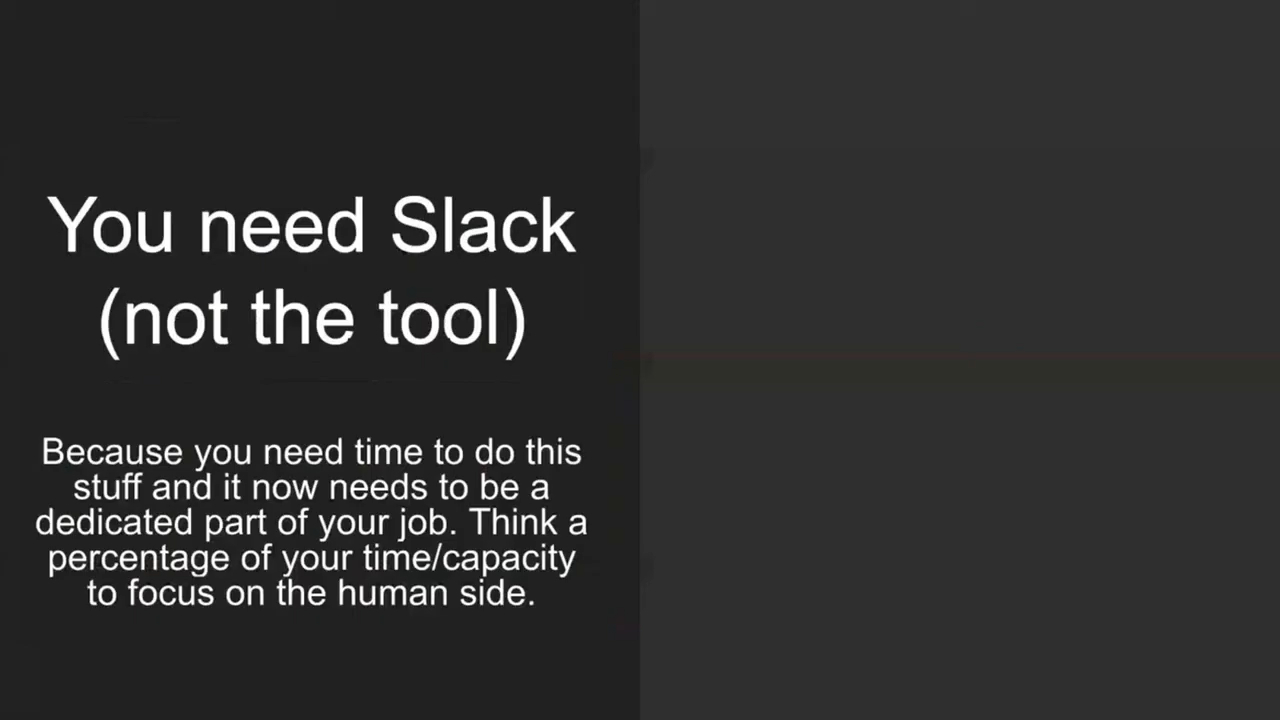 You need Slack
(not the tool)
Because you need time to do this
stuff and it now needs to be a
dedicated part of your job. Think a
percentage of your time/capacity
to focus on the human side.